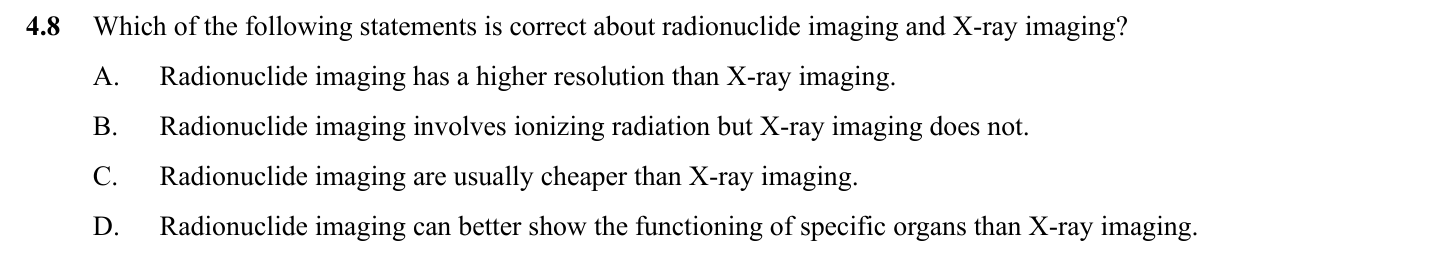 4.8 Which of the following statements is correct about radionuclide imaging and X-ray imaging?
A. Radionuclide imaging has a higher resolution than X-ray imaging.
B. Radionuclide imaging involves ionizing radiation but X-ray imaging does not.
C. Radionuclide imaging are usually cheaper than X-ray imaging.
D. Radionuclide imaging can better show the functioning of specific organs than X-ray imaging.